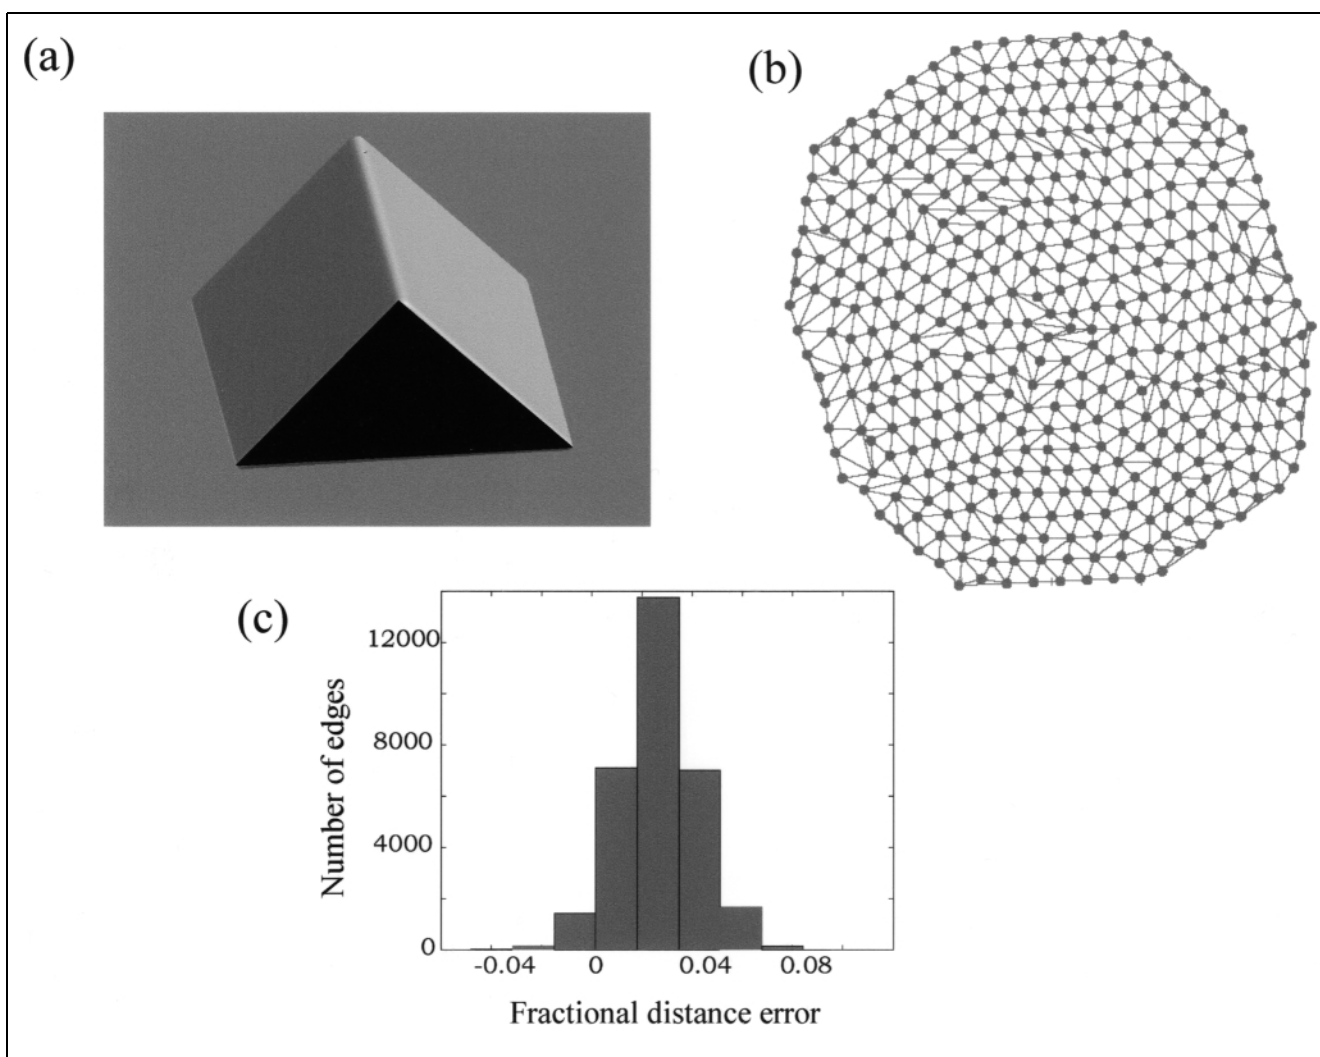 (a)
(b)
(c)
12000
8000
4000
0
Number of edges
-0.04 0 0.04 0.08
Fractional distance error